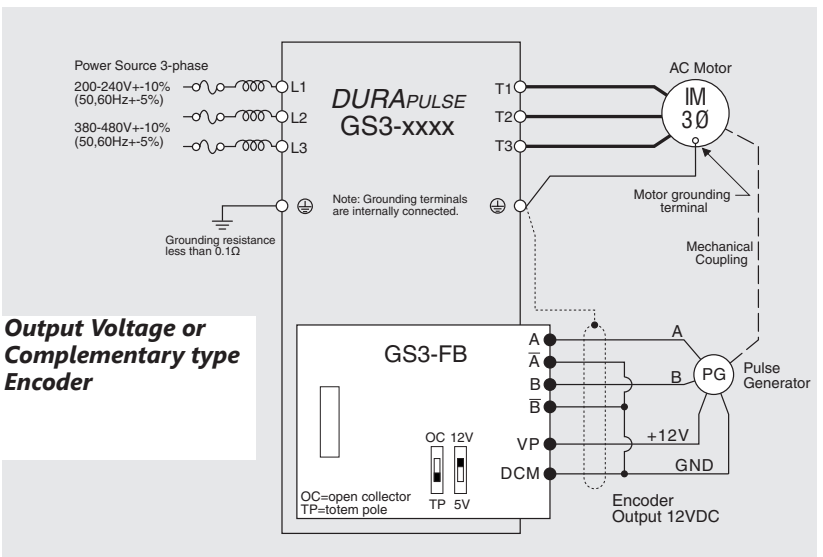 Power Source 3-phase
200-240V+-10%
(50,60Hz+-5%)
380-480V+-10%
(50,60Hz+-5%)
L1
L2
L3
DURAPULSE
GS3-xxxx
T1
T2
T3
AC Motor
IM
3Ø
Note: Grounding terminals
are internally connected.
Grounding resistance
less than 0.1Ω
Motor grounding
terminal
Mechanical
Coupling
Output Voltage or
Complementary type
Encoder
GS3-FB
A
A̅
B
B̅
VP
DCM
OC 12V
TP 5V
OC=open collector
TP=totem pole
A
B
+12V
GND
PG
Pulse
Generator
Encoder
Output 12VDC